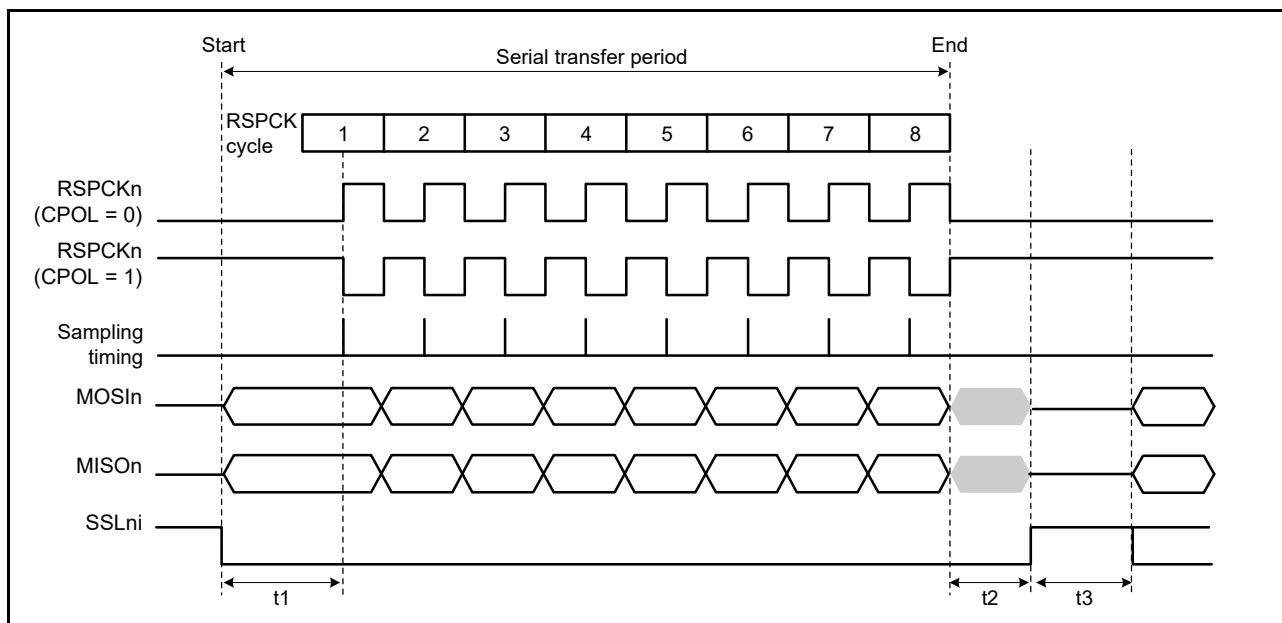 Start
End
Serial transfer period
RSPCK
cycle
1 2 3 4 5 6 7 8
RSPCKn
(CPOL = 0)
RSPCKn
(CPOL = 1)
Sampling
timing
MOSIn
MISOn
SSLni
t1
t2
t3